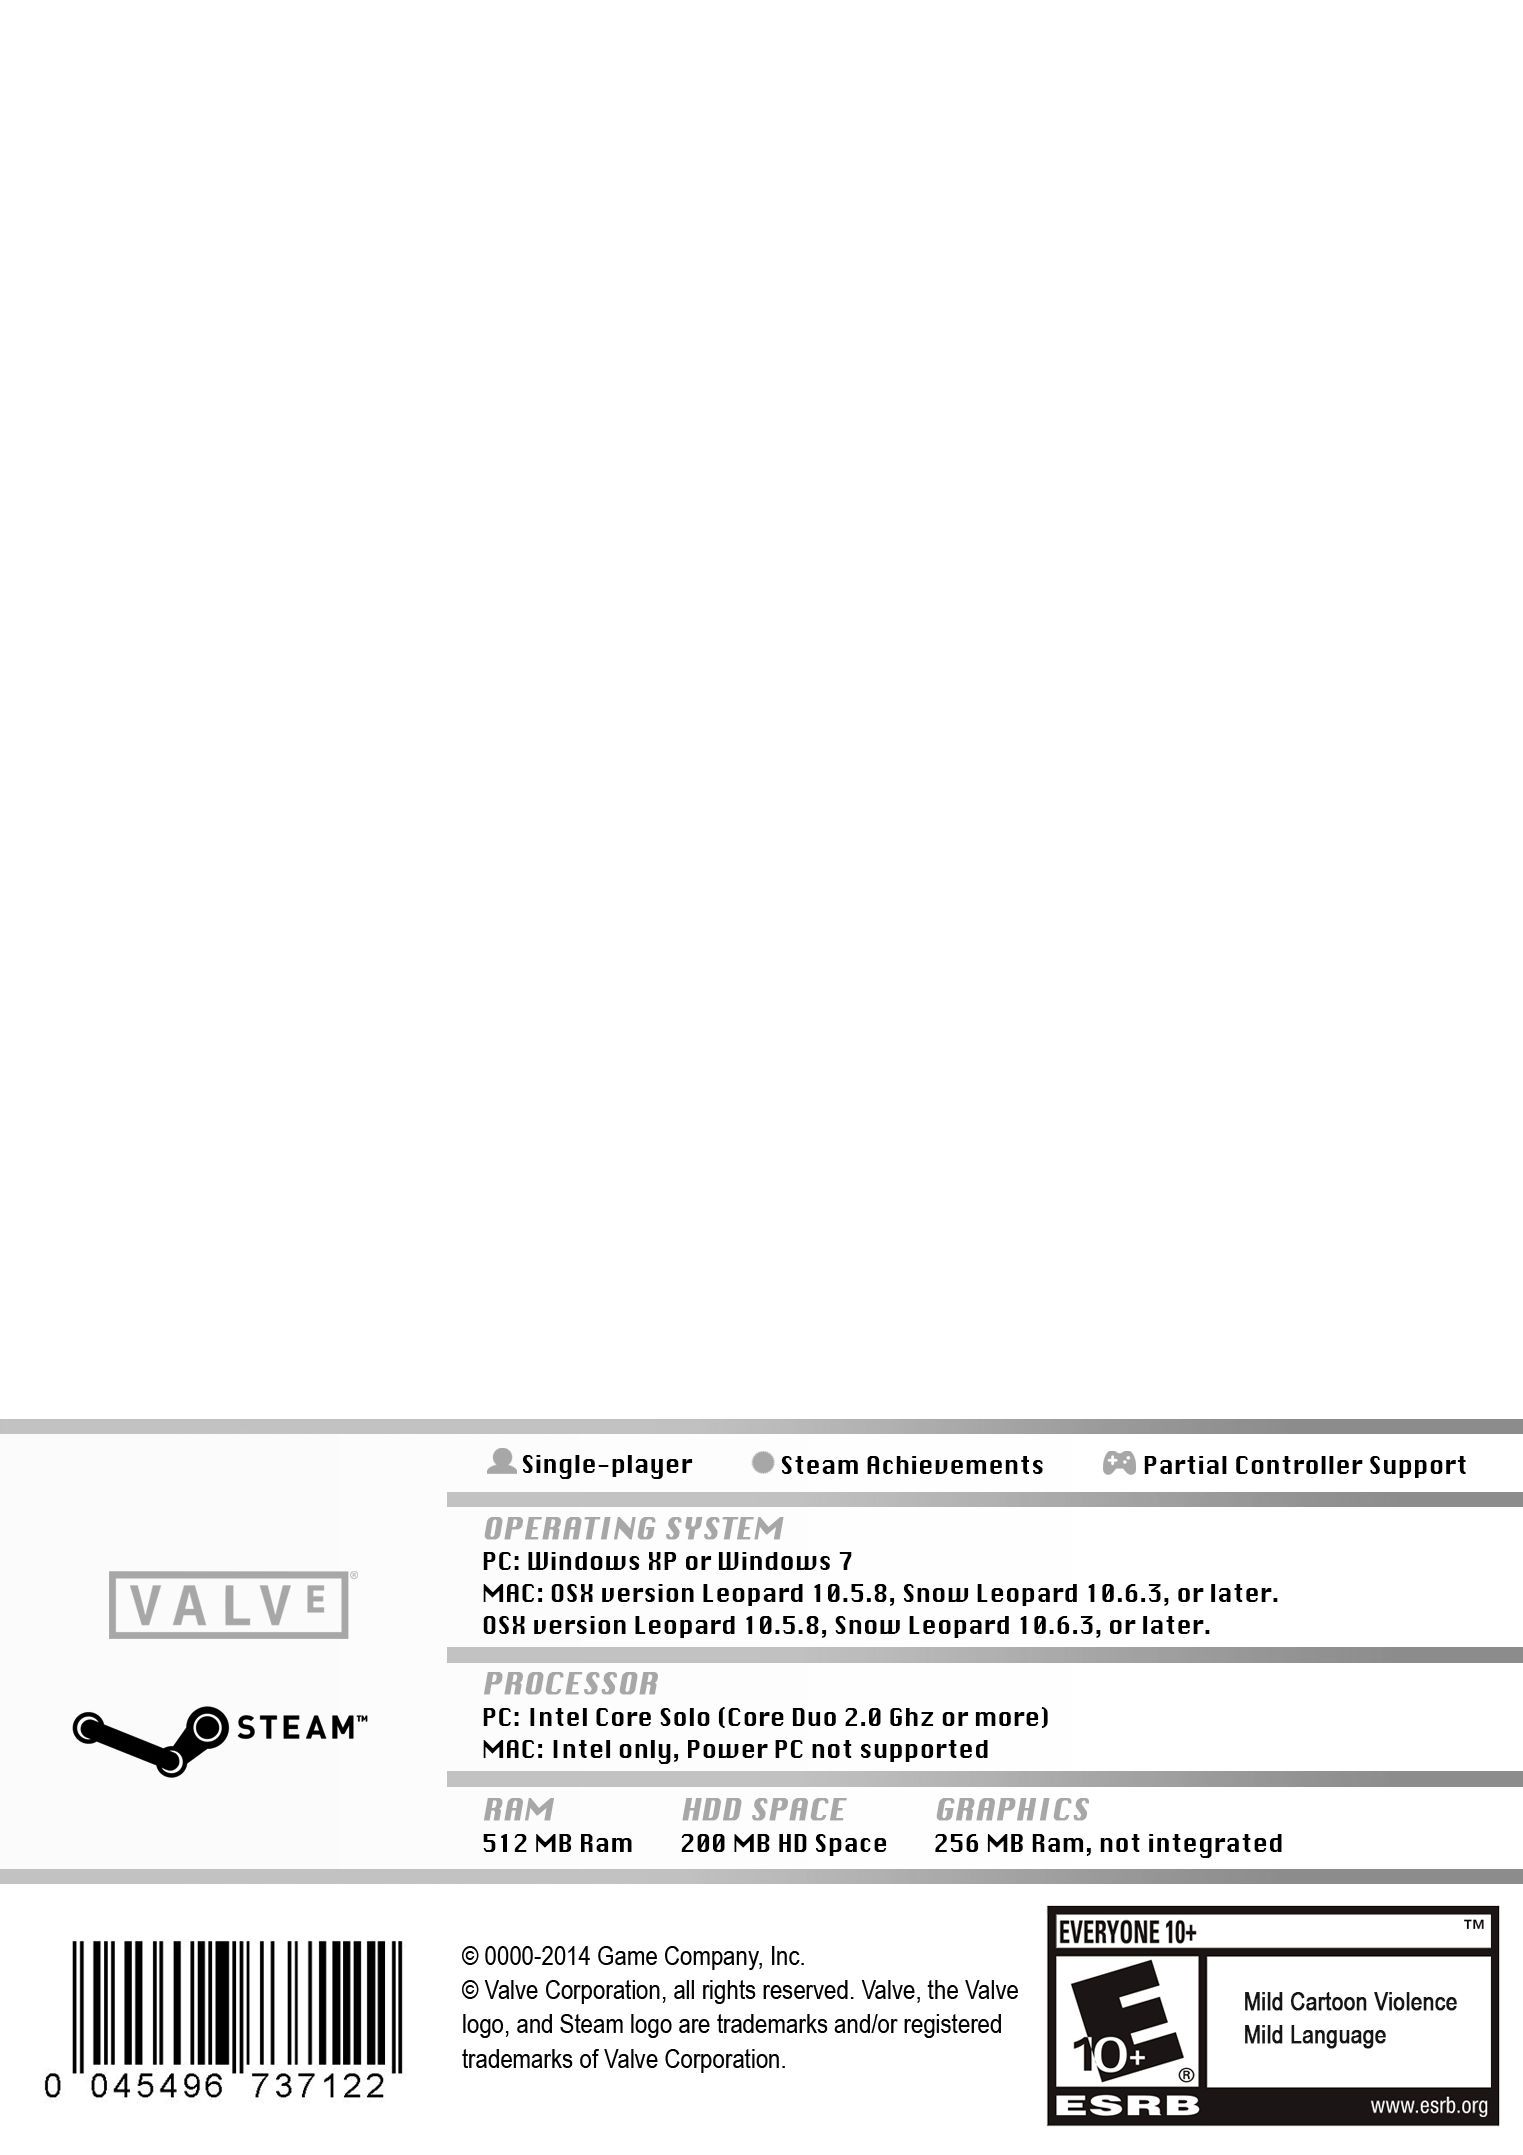 Single-player Steam Achievements Partial Controller Support
OPERATING SYSTEM
PC: Windows XP or Windows 7
MAC: OSX version Leopard 10.5.8, Snow Leopard 10.6.3, or later.
OSX version Leopard 10.5.8, Snow Leopard 10.6.3, or later.
VALVE®
PROCESSOR
PC: Intel Core Solo (Core Duo 2.0 Ghz or more)
MAC: Intel only, Power PC not supported
STEAM™
RAM HDD SPACE GRAPHICS
512 MB Ram 200 MB HD Space 256 MB Ram, not integrated
0 045496 737122
© 0000-2014 Game Company, Inc.
© Valve Corporation, all rights reserved. Valve, the Valve
logo, and Steam logo are trademarks and/or registered
trademarks of Valve Corporation.
EVERYONE 10+ ™
E
10+ ®
Mild Cartoon Violence
Mild Language
ESRB www.esrb.org